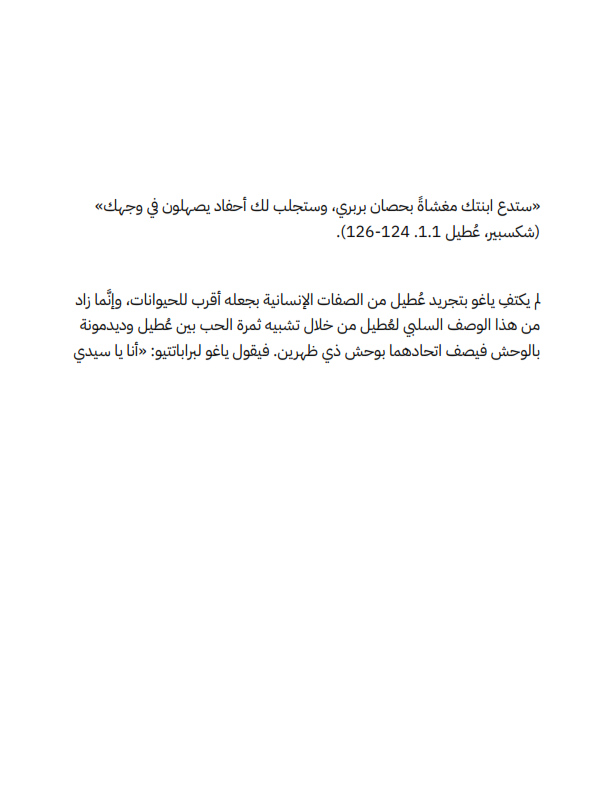 «ستدع ابنتك مغشاةً بحصان بربري، وستجلب لك أحفاد يصهلون في وجهك»
(شكسبير، عُطيل 1.1. 124-126).
لم يكتفِ ياغو بتجريد عُطيل من الصفات الإنسانية بجعله أقرب للحيوانات، وإنَّما زاد
من هذا الوصف السلبي لعُطيل من خلال تشبيه ثمرة الحب بين عُطيل وديدمونة
بالوحش فيصف اتحادهما بوحش ذي ظهرين. فيقول ياغو لبراباتتيو: «أنا يا سيدي